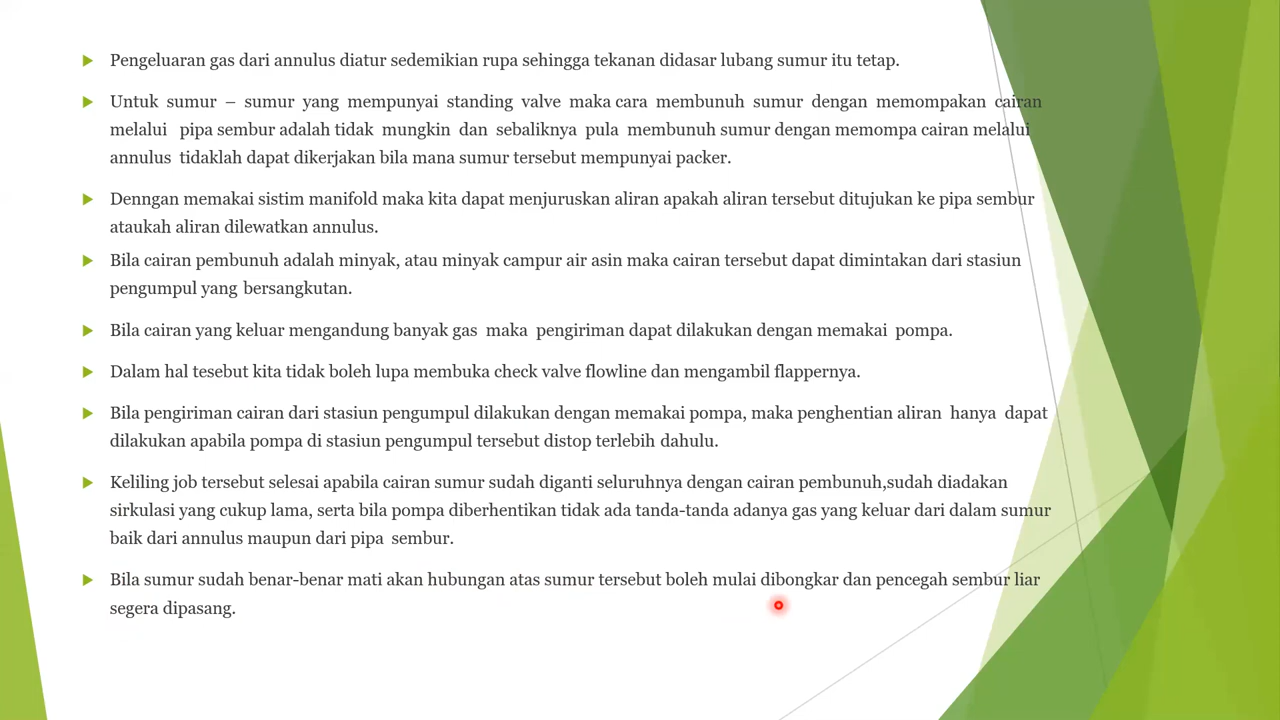 Pengeluaran gas dari annulus diatur sedemikian rupa sehingga tekanan didasar lubang sumur itu tetap.
Untuk sumur – sumur yang mempunyai standing valve maka cara membunuh sumur dengan memompakan cairan
melalui pipa sembur adalah tidak mungkin dan sebaliknya pula membunuh sumur dengan memompa cairan melalui
annulus tidaklah dapat dikerjakan bila mana sumur tersebut mempunyai packer.
Denngan memakai sistim manifold maka kita dapat menjuruskan aliran apakah aliran tersebut ditujukan ke pipa sembur
ataukah aliran dilewatkan annulus.
Bila cairan pembunuh adalah minyak, atau minyak campur air asin maka cairan tersebut dapat dimintakan dari stasiun
pengumpul yang bersangkutan.
Bila cairan yang keluar mengandung banyak gas maka pengiriman dapat dilakukan dengan memakai pompa.
Dalam hal tesebut kita tidak boleh lupa membuka check valve flowline dan mengambil flappernya.
Bila pengiriman cairan dari stasiun pengumpul dilakukan dengan memakai pompa, maka penghentian aliran hanya dapat
dilakukan apabila pompa di stasiun pengumpul tersebut distop terlebih dahulu.
Keliling job tersebut selesai apabila cairan sumur sudah diganti seluruhnya dengan cairan pembunuh,sudah diadakan
sirkulasi yang cukup lama, serta bila pompa diberhentikan tidak ada tanda-tanda adanya gas yang keluar dari dalam sumur
baik dari annulus maupun dari pipa sembur.
Bila sumur sudah benar-benar mati akan hubungan atas sumur tersebut boleh mulai dibongkar dan pencegah sembur liar
segera dipasang.